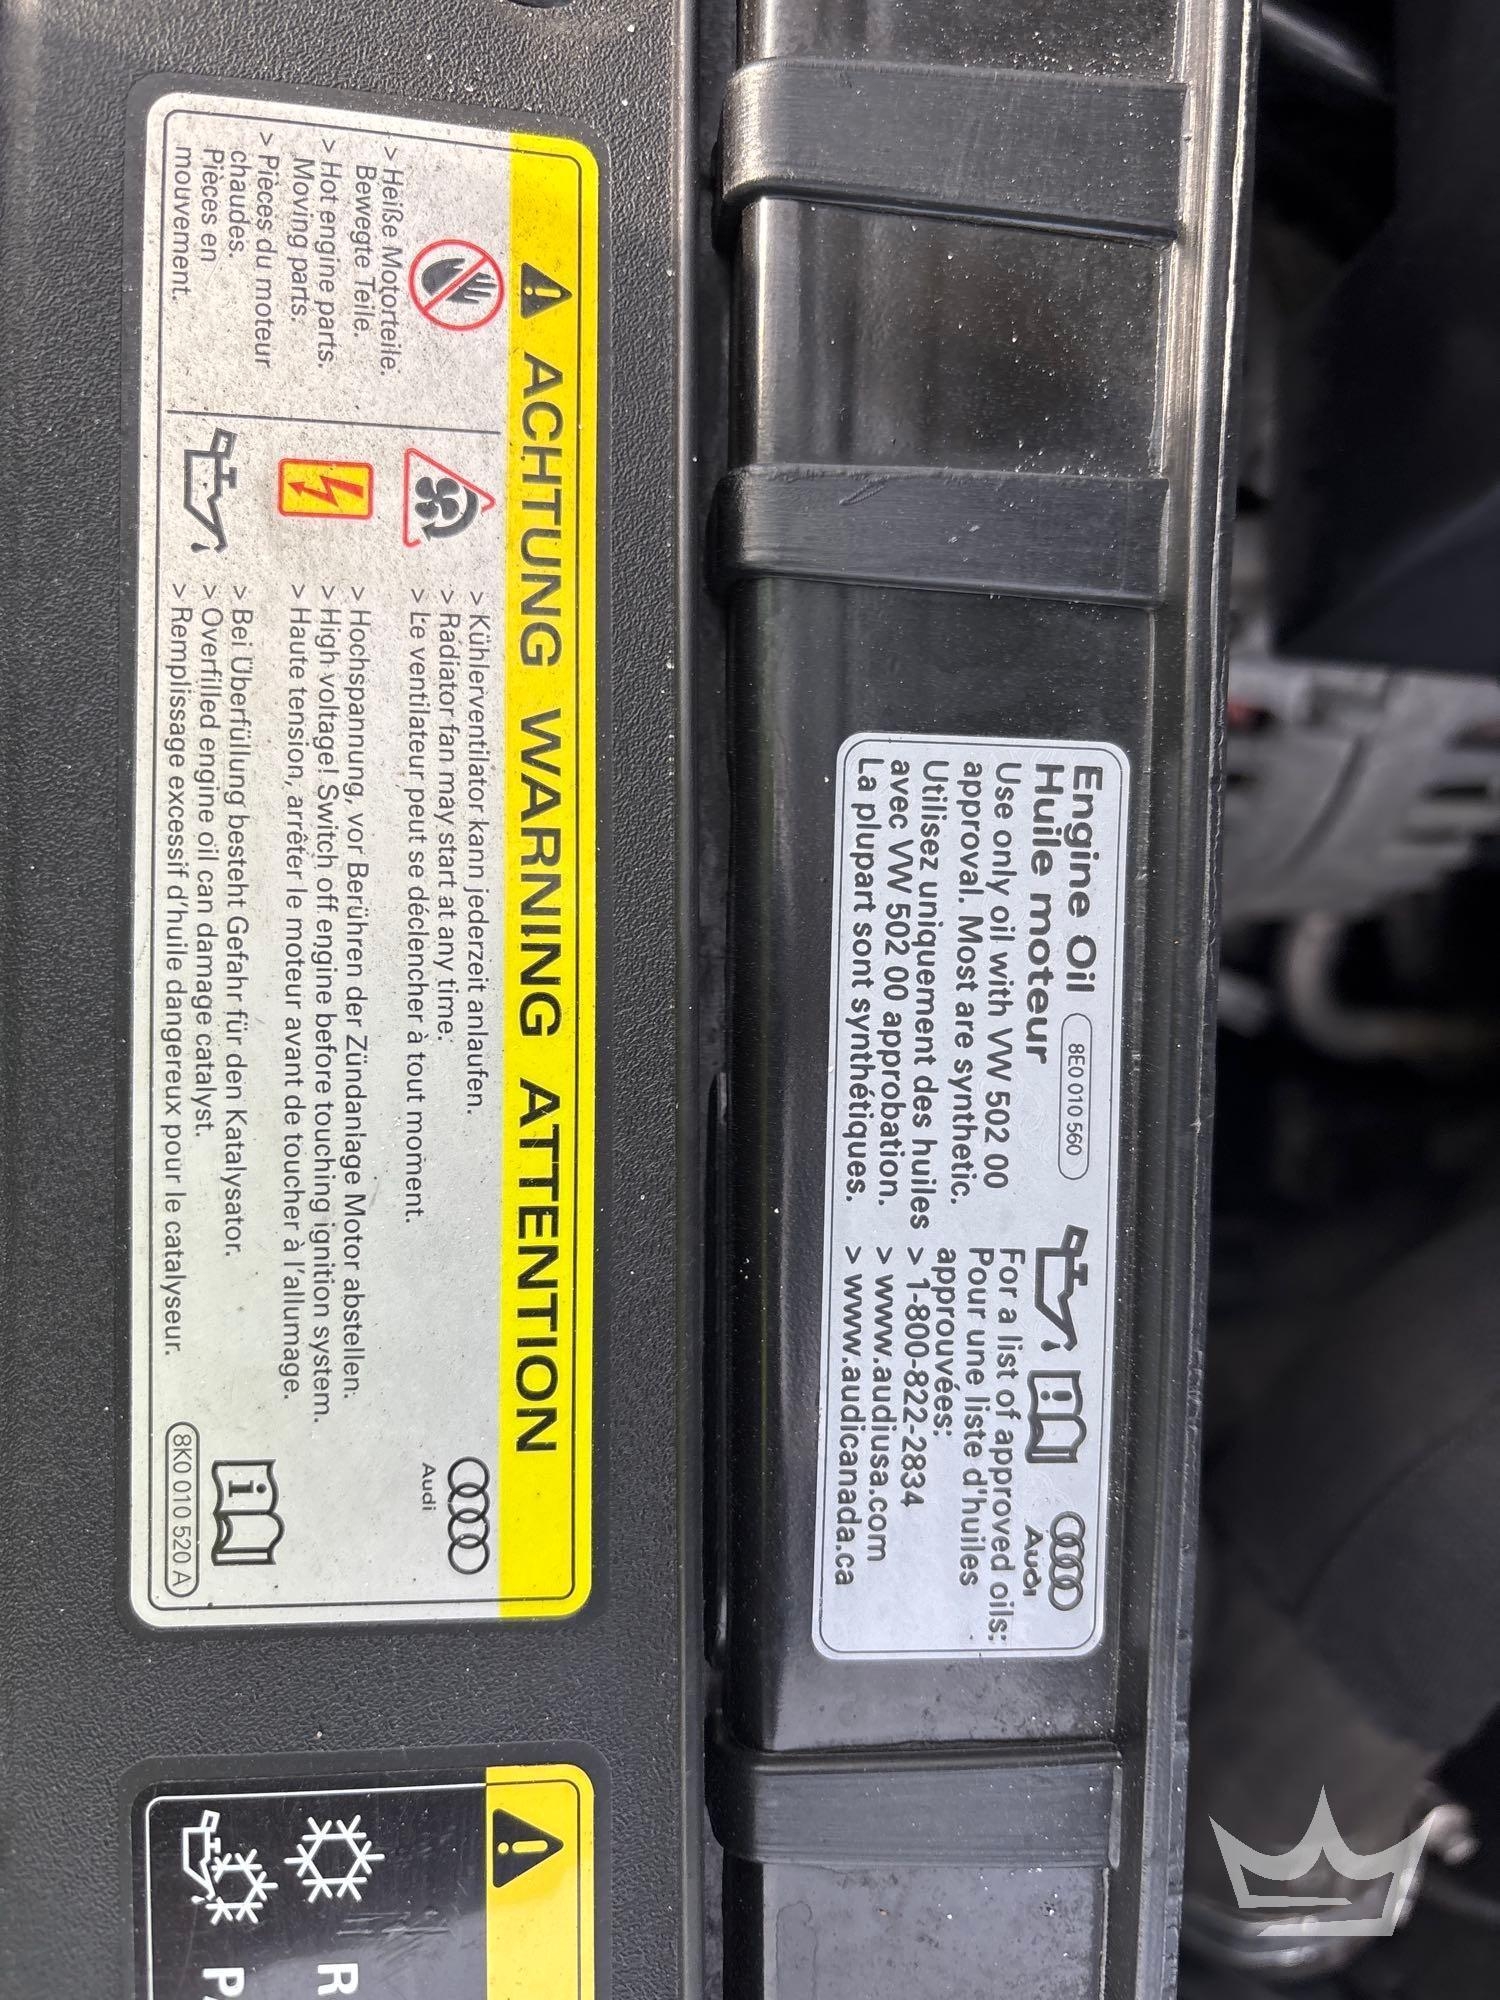 Engine Oil 8E0 010 560
Huile moteur
Use only oil with VW 502 00
approval. Most are synthetic.
Utilisez uniquement des huiles
avec VW 502 00 approbation.
La plupart sont synthétiques.
Audi
For a list of approved oils:
Pour une liste d'huiles
approuvées:
> 1-800-822-2834
> www.audiusa.com
> www.audicanada.ca
ACHTUNG WARNING ATTENTION
> Heiße Motorteile.
Bewegte Teile.
> Hot engine parts.
Moving parts.
> Pièces du moteur
chaudes.
Pièces en
mouvement.
> Kühlerventilator kann jederzeit anlaufen.
> Radiator fan may start at any time.
> Le ventilateur peut se déclencher à tout moment.
> Hochspannung, vor Berühren der Zündanlage Motor abstellen.
> High voltage! Switch off engine before touching ignition system.
> Haute tension, arrêter le moteur avant de toucher à l'allumage.
> Bei Überfüllung besteht Gefahr für den Katalysator.
> Overfilled engine oil can damage catalyst.
> Remplissage excessif d'huile dangereux pour le catalyseur.
Audi
8K0 010 520 A
R